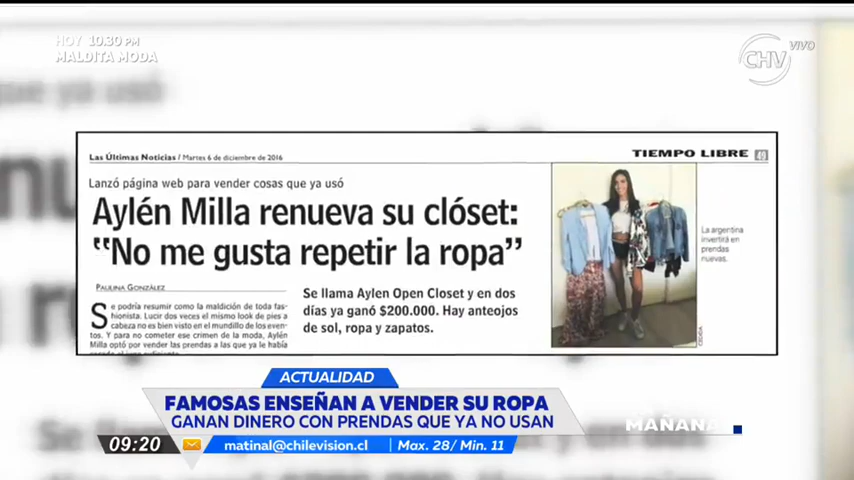 HOY 10.30 PM
MALDITA MODA
CHV VIVO
que ya usó
Las Últimas Noticias / Martes 6 de diciembre de 2016
TIEMPO LIBRE 49
Lanzó página web para vender cosas que ya usó
Aylén Milla renueva su clóset:
"No me gusta repetir la ropa"
PAULINA GONZÁLEZ
Se podría resumir como la maldición de toda fas-
hionista. Lucir dos veces el mismo look de pies a
cabeza no es bien visto en el mundillo de los even-
tos. Y para no cometer ese crimen de la moda, Aylén
Milla optó por vender las prendas a las que ya le había
Se llama Aylen Open Closet y en dos
días ya ganó $200.000. Hay anteojos
de sol, ropa y zapatos.
La argentina
invertirá en
prendas
nuevas.
ACTUALIDAD
FAMOSAS ENSEÑAN A VENDER SU ROPA
GANAN DINERO CON PRENDAS QUE YA NO USAN
MAÑANA
09:20 matinal@chilevision.cl Max. 28/ Min. 11